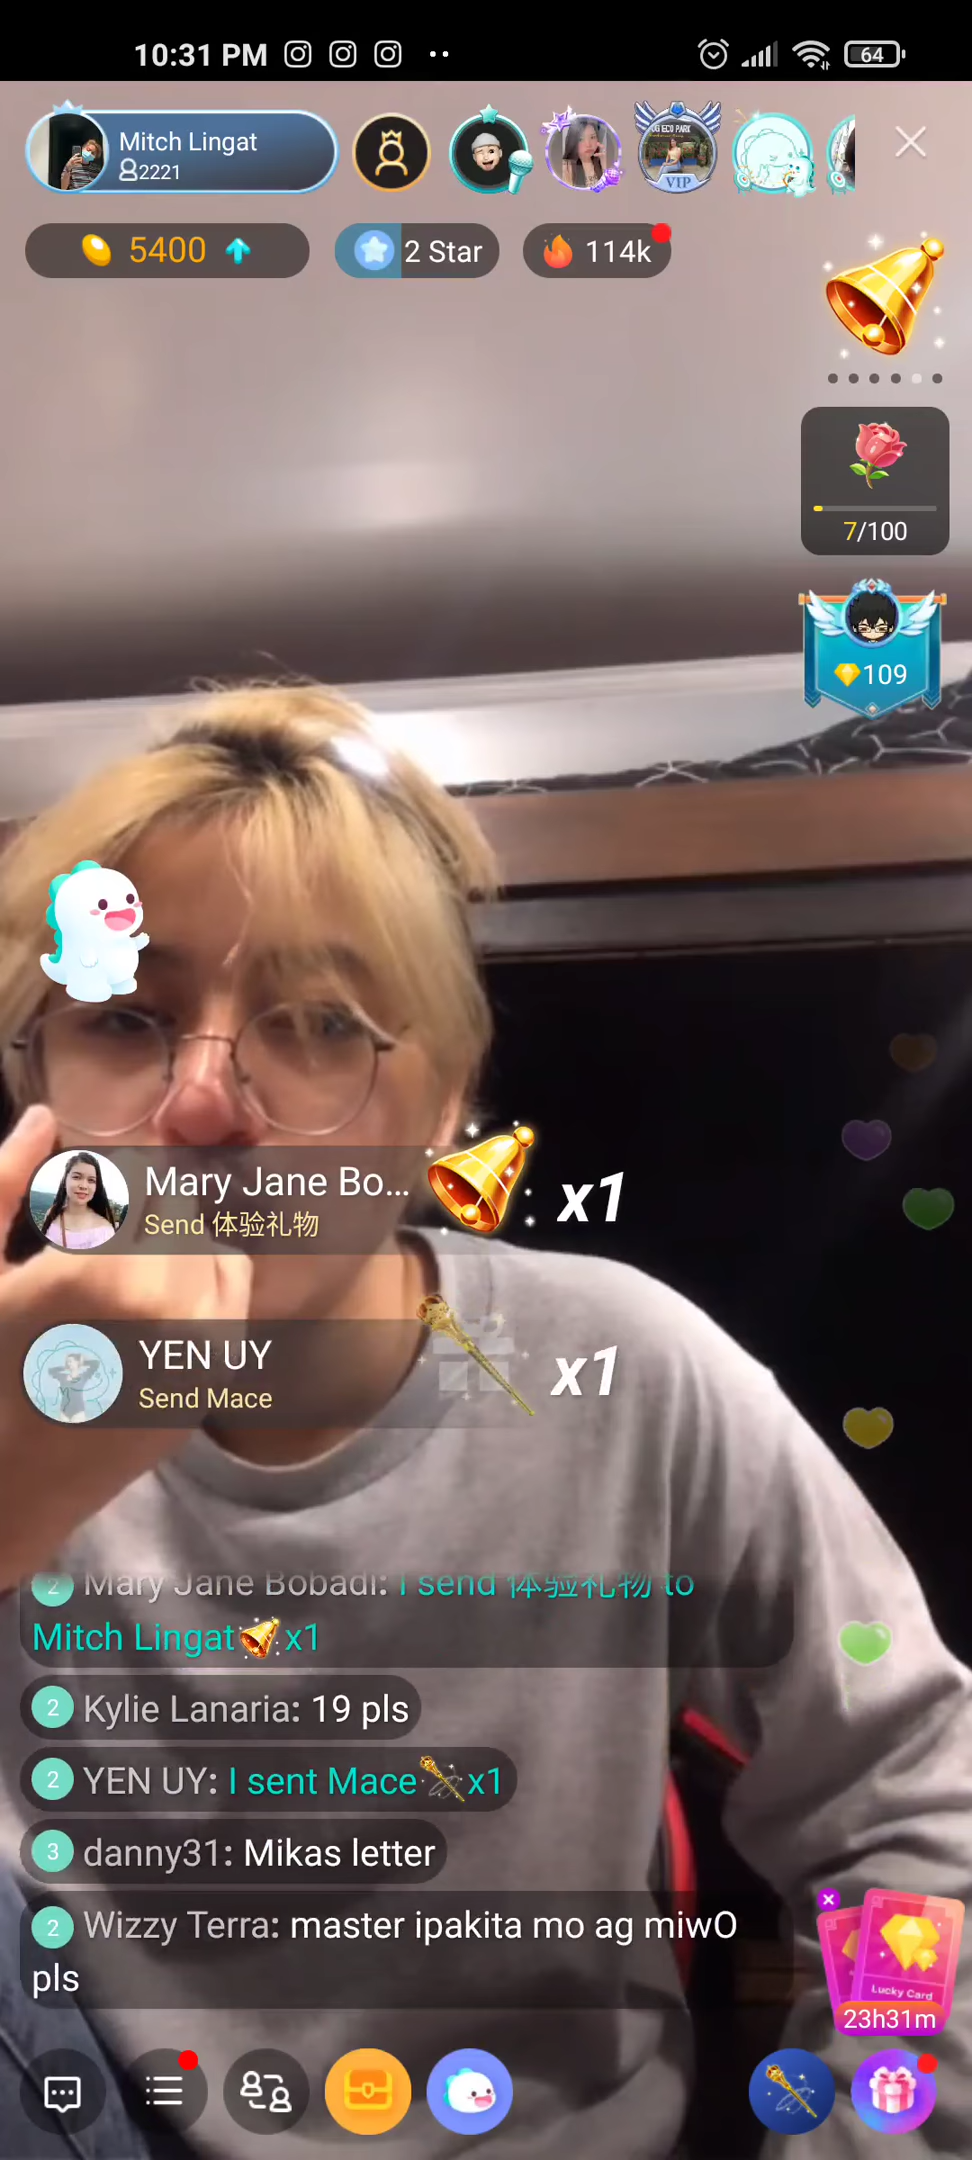 10:31 PM
64
Mitch Lingat
2221
VIP
5400
2 Star
114k
7/100
109
Mary Jane Bo...
Send 体验礼物
x1
YEN UY
Send Mace
x1
2 Mary Jane Bobadi: I send 体验礼物 to
Mitch Lingat x1
2 Kylie Lanaria: 19 pls
2 YEN UY: I sent Mace x1
3 danny31: Mikas letter
2 Wizzy Terra: master ipakita mo ag miwO
pls
Lucky Card
23h31m